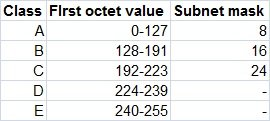 Class First octet value Subnet mask
A 0-127 8
B 128-191 16
C 192-223 24
D 224-239 -
E 240-255 -